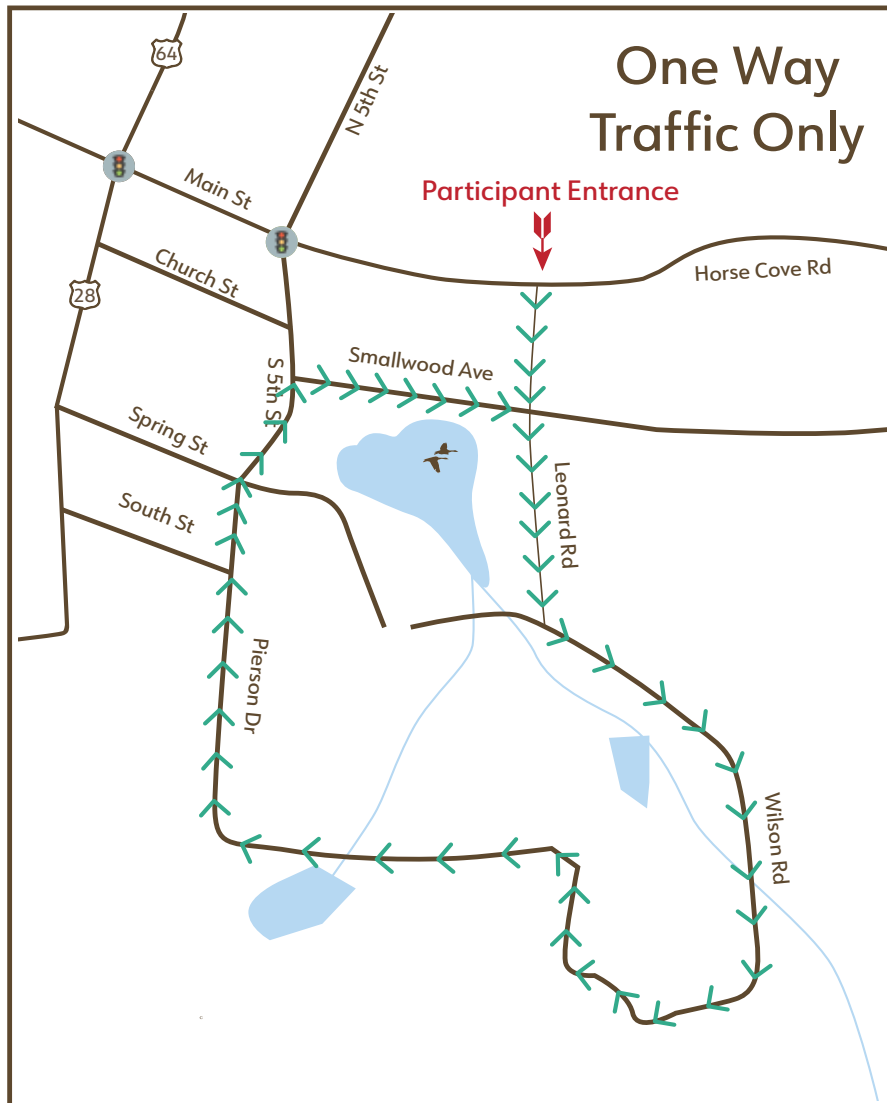 One Way
Traffic Only
64
N 5th St
Main St
Participant Entrance
Church St
Horse Cove Rd
28
Smallwood Ave
S 5th St
Spring St
Leonard Rd
South St
Pierson Dr
Wilson Rd